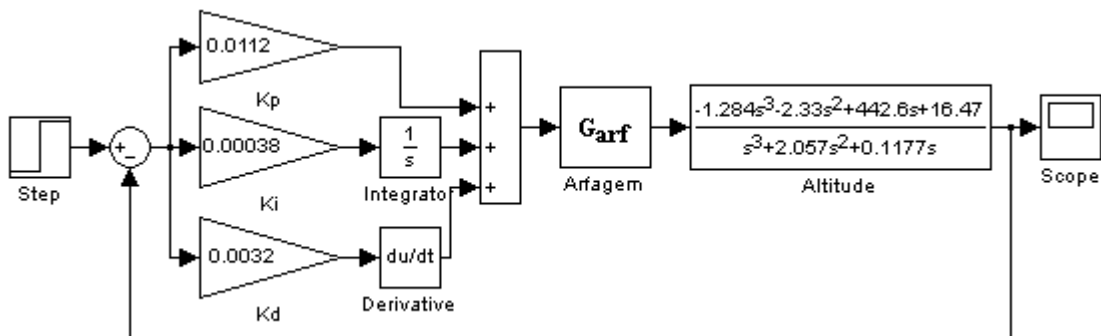 0.0112
Kp
+
-
Step
0.00038
Ki
1
s
Integrator
0.0032
Kd
du/dt
Derivative
+
+
+
Garf
Arfagem
-1.284s³-2.33s²+442.6s+16.47
s³+2.057s²+0.1177s
Altitude
Scope